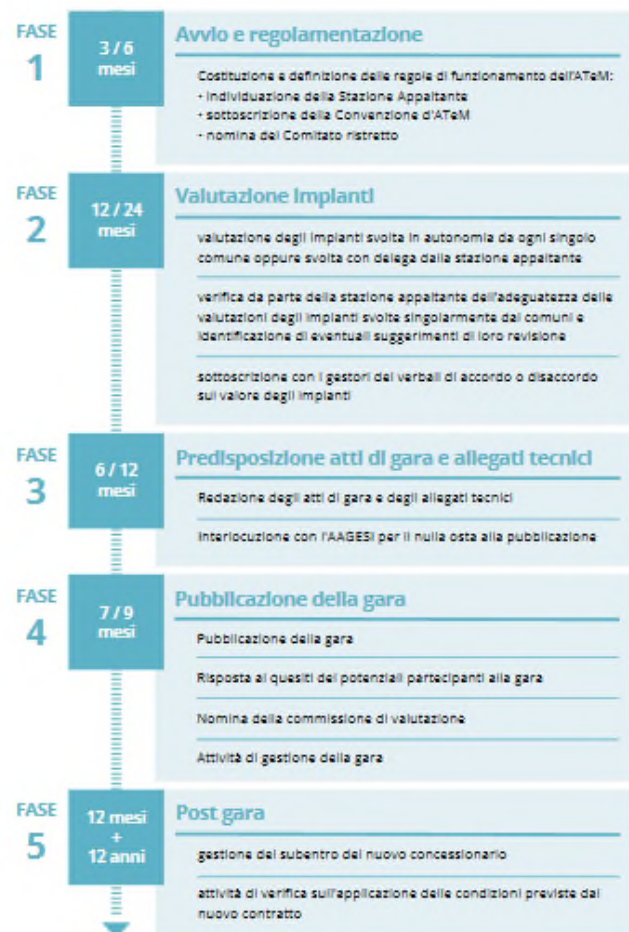 FASE
1
3 / 6
mesi
Avvio e regolamentazione
Costituzione e definizione delle regole di funzionamento dell'ATeM:
- individuazione della Stazione Appaltante
- sottoscrizione della Convenzione d'ATeM
- nomina del Comitato ristretto
FASE
2
12 / 24
mesi
Valutazione impianti
valutazione degli impianti svolta in autonomia da ogni singolo
comune oppure svolta con delega dalla stazione appaltante
verifica da parte della stazione appaltante dell'adeguatezza delle
valutazioni degli impianti svolte singolarmente dai comuni e
identificazione di eventuali suggerimenti di loro revisione
sottoscrizione con i gestori dei verbali di accordo o disaccordo
sul valore degli impianti
FASE
3
6 / 12
mesi
Predisposizione atti di gara e allegati tecnici
Redazione degli atti di gara e degli allegati tecnici
Interlocuzione con l'AAGESI per il nulla osta alla pubblicazione
FASE
4
7 / 9
mesi
Pubblicazione della gara
Pubblicazione della gara
Risposta ai quesiti dei potenziali partecipanti alla gara
Nomina della commissione di valutazione
Attività di gestione della gara
FASE
5
12 mesi
+
12 anni
Post gara
gestione del subentro del nuovo concessionario
attività di verifica sull'applicazione delle condizioni previste dal
nuovo contratto